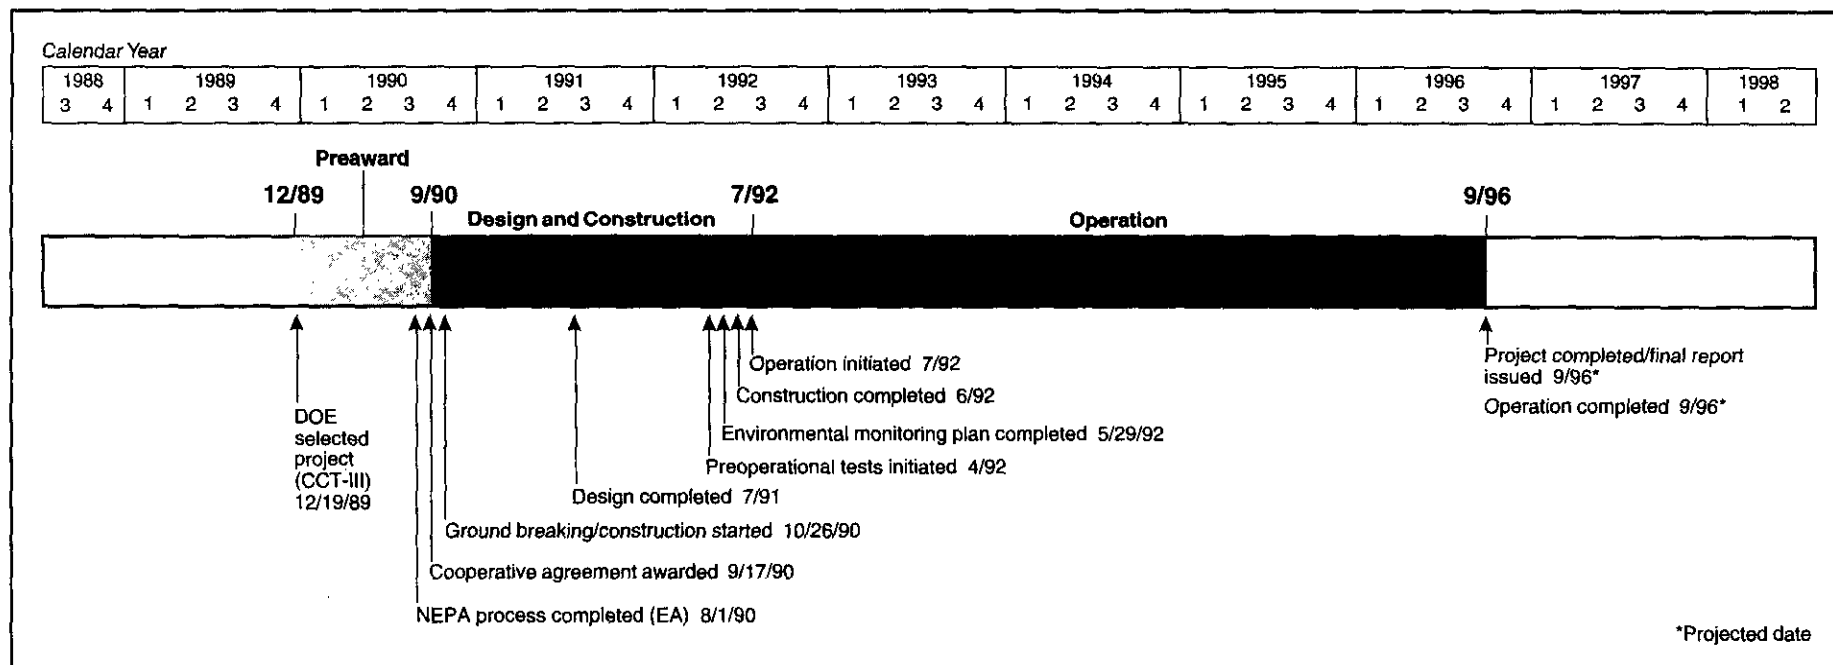 Calendar Year
1988 1989 1990 1991 1992 1993 1994 1995 1996 1997 1998
3 4 1 2 3 4 1 2 3 4 1 2 3 4 1 2 3 4 1 2 3 4 1 2 3 4 1 2 3 4 1 2 3 4 1 2 3 4 1 2
Preaward
12/89 9/90 7/92 9/96
Design and Construction Operation
Operation initiated 7/92
Construction completed 6/92
Environmental monitoring plan completed 5/29/92
Preoperational tests initiated 4/92
Design completed 7/91
Ground breaking/construction started 10/26/90
Cooperative agreement awarded 9/17/90
NEPA process completed (EA) 8/1/90
DOE
selected
project
(CCT-III)
12/19/89
Project completed/final report
issued 9/96*
Operation completed 9/96*
*Projected date